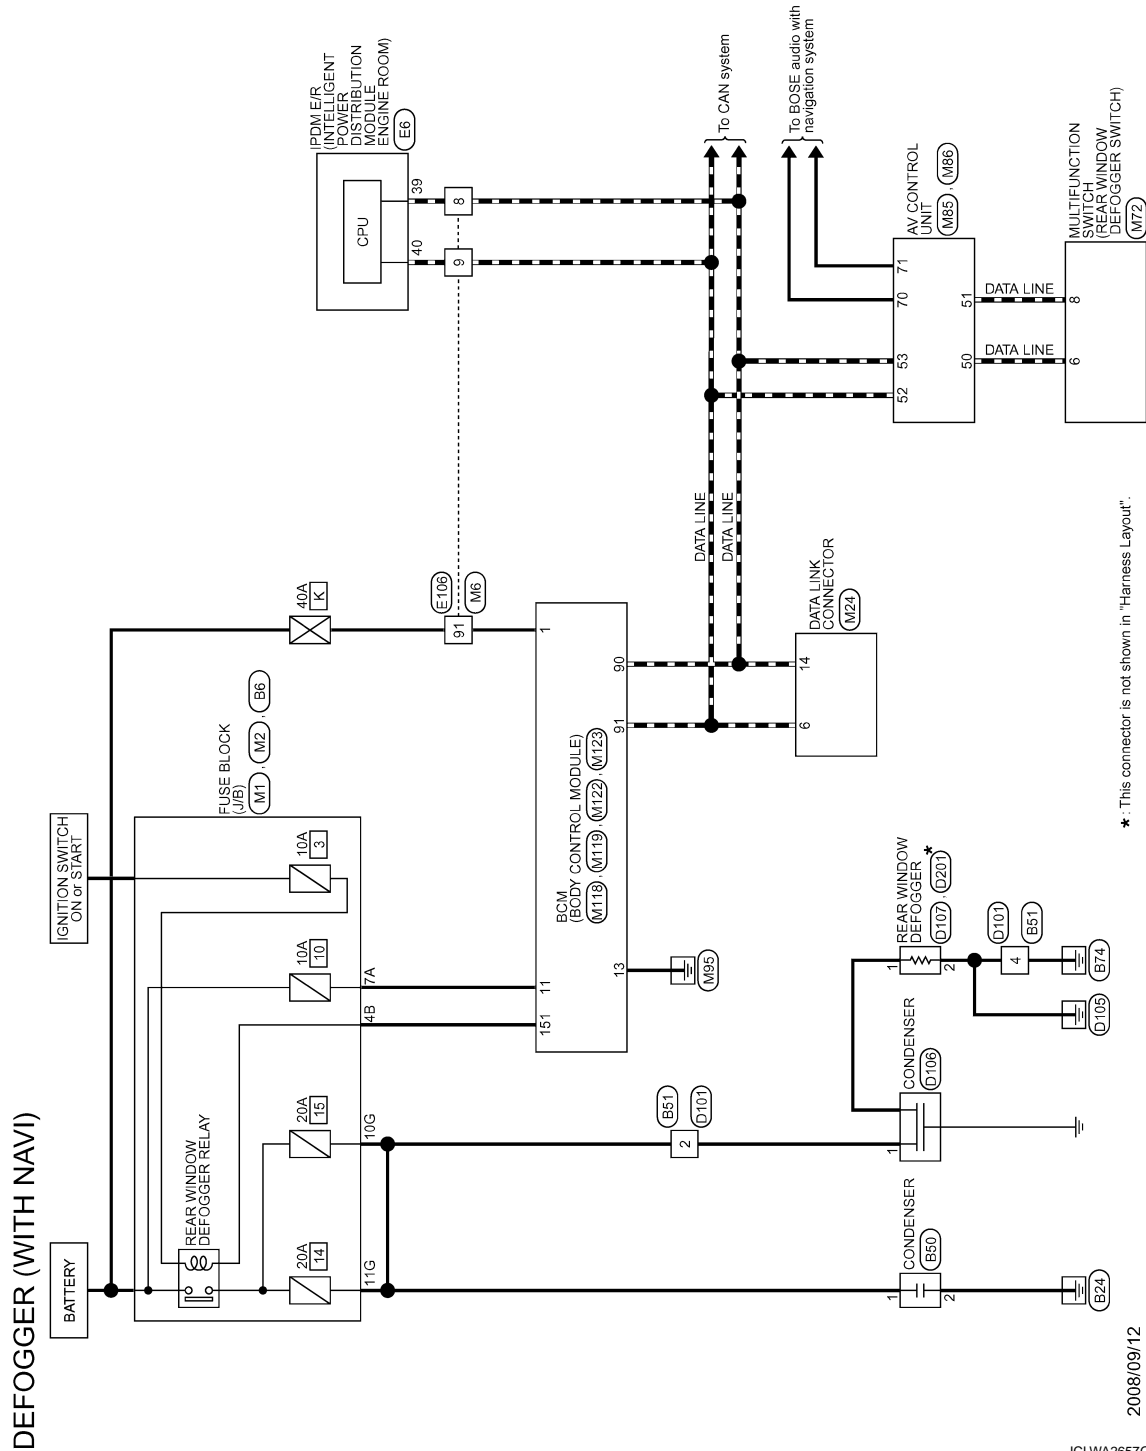 DEFOGGER (WITH NAVI)
BATTERY
IGNITION SWITCH
ON or START
FUSE BLOCK
(J/B)
M1 , M2 , B6
REAR WINDOW
DEFOGGER RELAY
20A
14
20A
15
10A
10
10A
3
40A
K
11G
10G
4B
7A
E106
M6
91
IPDM E/R
(INTELLIGENT
POWER
DISTRIBUTION
MODULE
ENGINE ROOM)
E6
CPU
40
39
9
8
151
11
1
BCM
(BODY CONTROL MODULE)
M118 , M119 , M122 , M123
13
91
90
M95
B51
D101
2
DATA LINE
DATA LINE
To CAN system
To BOSE audio with
navigation system
DATA LINK
CONNECTOR
M24
6
14
AV CONTROL
UNIT
M85 , M86
52
53
70
71
50
51
DATA LINE
DATA LINE
MULTIFUNCTION
SWITCH
(REAR WINDOW
DEFOGGER SWITCH)
M72
6
8
CONDENSER
B50
1
2
B24
CONDENSER
D106
1
REAR WINDOW
DEFOGGER
D107 , D201 *
1
2
D101
B51
4
D105
B74
* : This connector is not shown in "Harness Layout".
2008/09/12